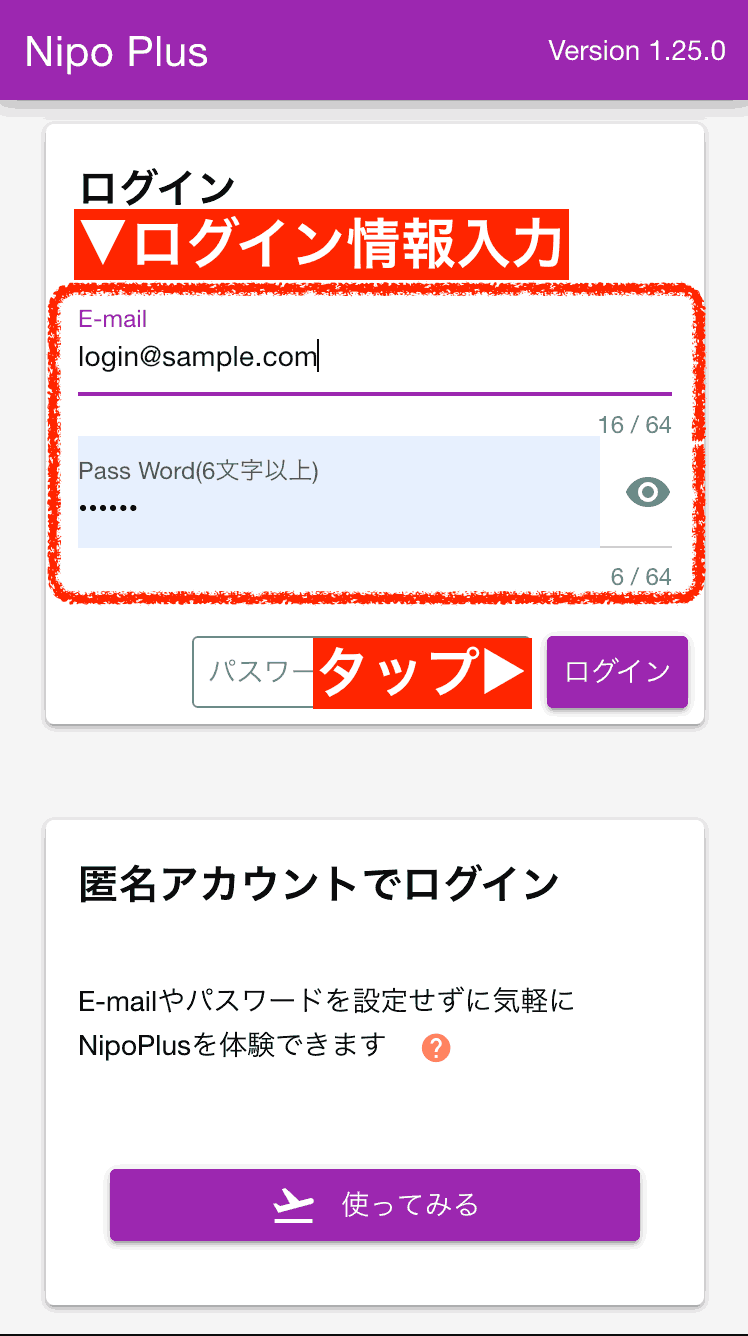 Nipo Plus
Version 1.25.0
ログイン
▼ログイン情報入力
E-mail
login@sample.com
16 / 64
Pass Word(6文字以上)
••••••
6 / 64
パスワー タップ▶ ログイン
匿名アカウントでログイン
E-mailやパスワードを設定せずに気軽に
NipoPlusを体験できます ?
使ってみる